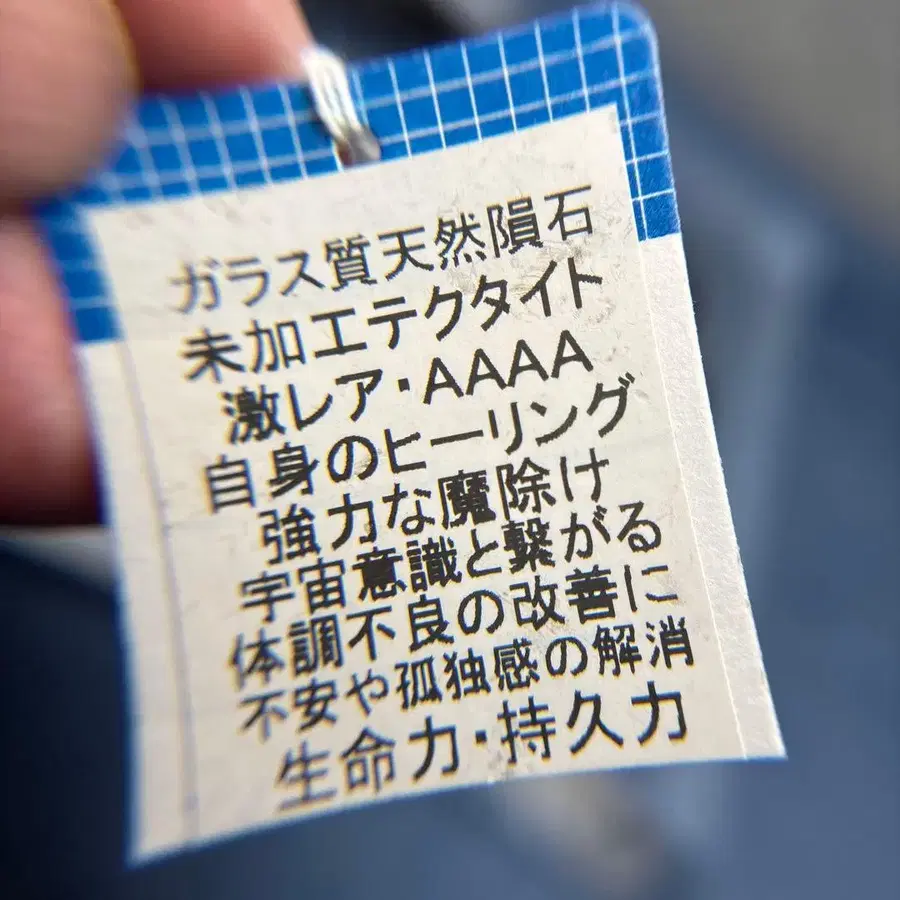 ガラス質天然隕石
未加工テクタイト
激レア・AAAA
自身のヒーリング
強力な魔除け
宇宙意識と繋がる
体調不良の改善に
不安や孤独感の解消
生命力・持久力